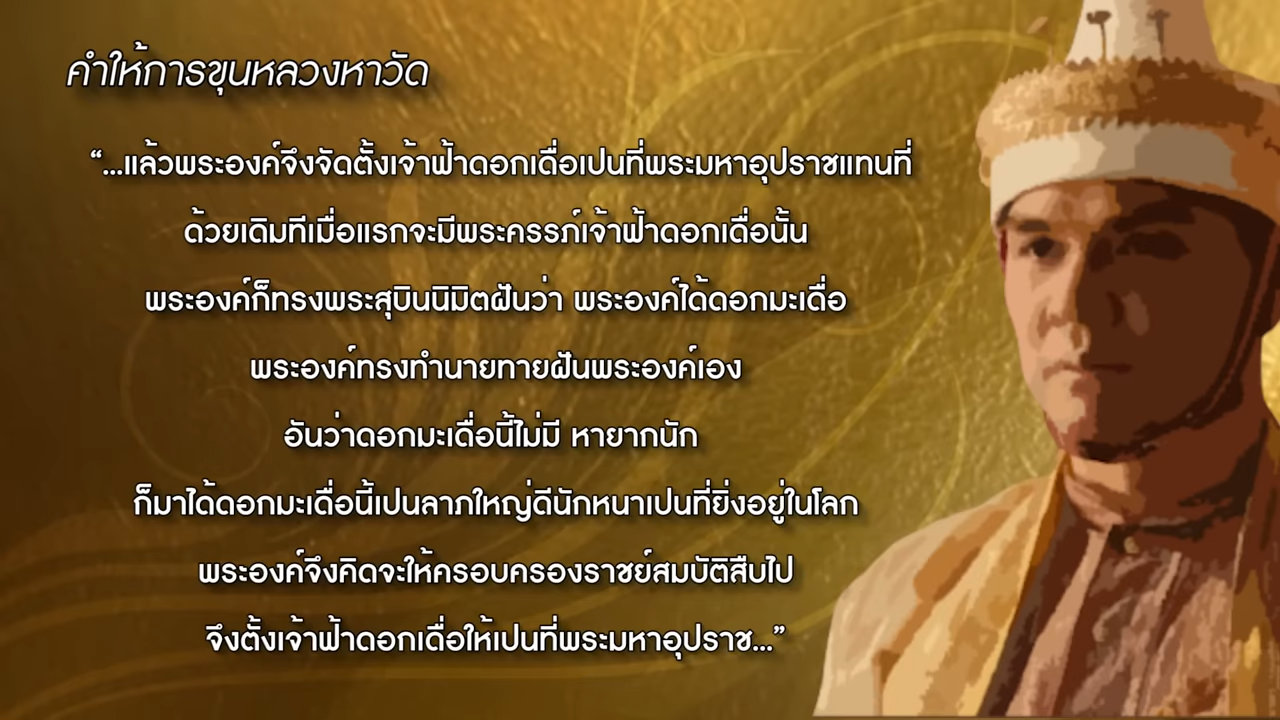 คำให้การขุนหลวงหาวัด
“...แล้วพระองค์จึงจัดตั้งเจ้าฟ้าดอกเดื่อเปนที่พระมหาอุปราชแทนที่
ด้วยเดิมทีเมื่อแรกจะมีพระครรภ์เจ้าฟ้าดอกเดื่อนั้น
พระองค์ก็ทรงพระสุบินนิมิตฝันว่า พระองค์ได้ดอกมะเดื่อ
พระองค์ทรงทำนายทายฝันพระองค์เอง
อันว่าดอกมะเดื่อนี้ไม่มี หายากนัก
ก็มาได้ดอกมะเดื่อนี้เปนลาภใหญ่ดีนักหนาเปนที่ยิ่งอยู่ในโลก
พระองค์จึงคิดจะให้ครอบครองราชย์สมบัติสืบไป
จึงตั้งเจ้าฟ้าดอกเดื่อให้เปนที่พระมหาอุปราช...”